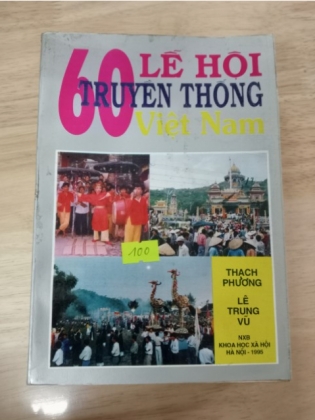 60 LỄ HỘI
TRUYỀN THỐNG
Việt Nam
100
THẠCH
PHƯƠNG
LÊ
TRUNG
VŨ
NXB
KHOA HỌC XÃ HỘI
HÀ NỘI - 1995